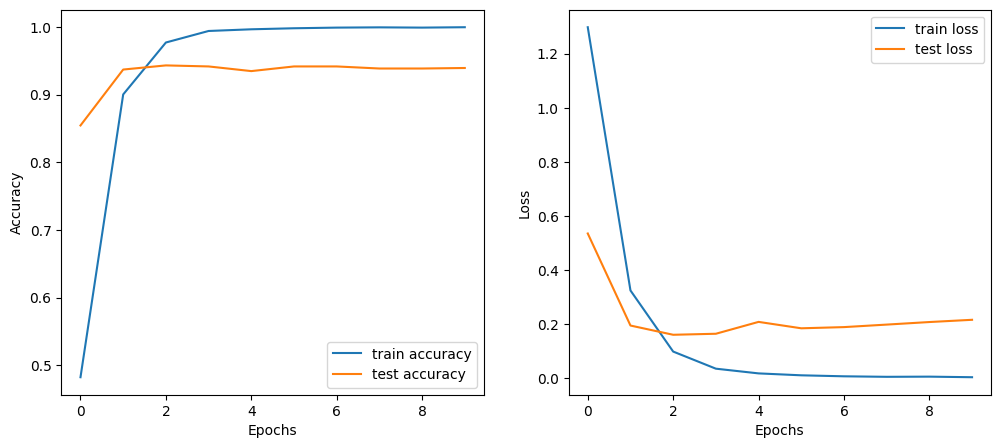 1.0
0.9
0.8
0.7
0.6
0.5
Accuracy
0 2 4 6 8
Epochs
train accuracy
test accuracy
1.2
1.0
0.8
0.6
0.4
0.2
0.0
Loss
0 2 4 6 8
Epochs
train loss
test loss